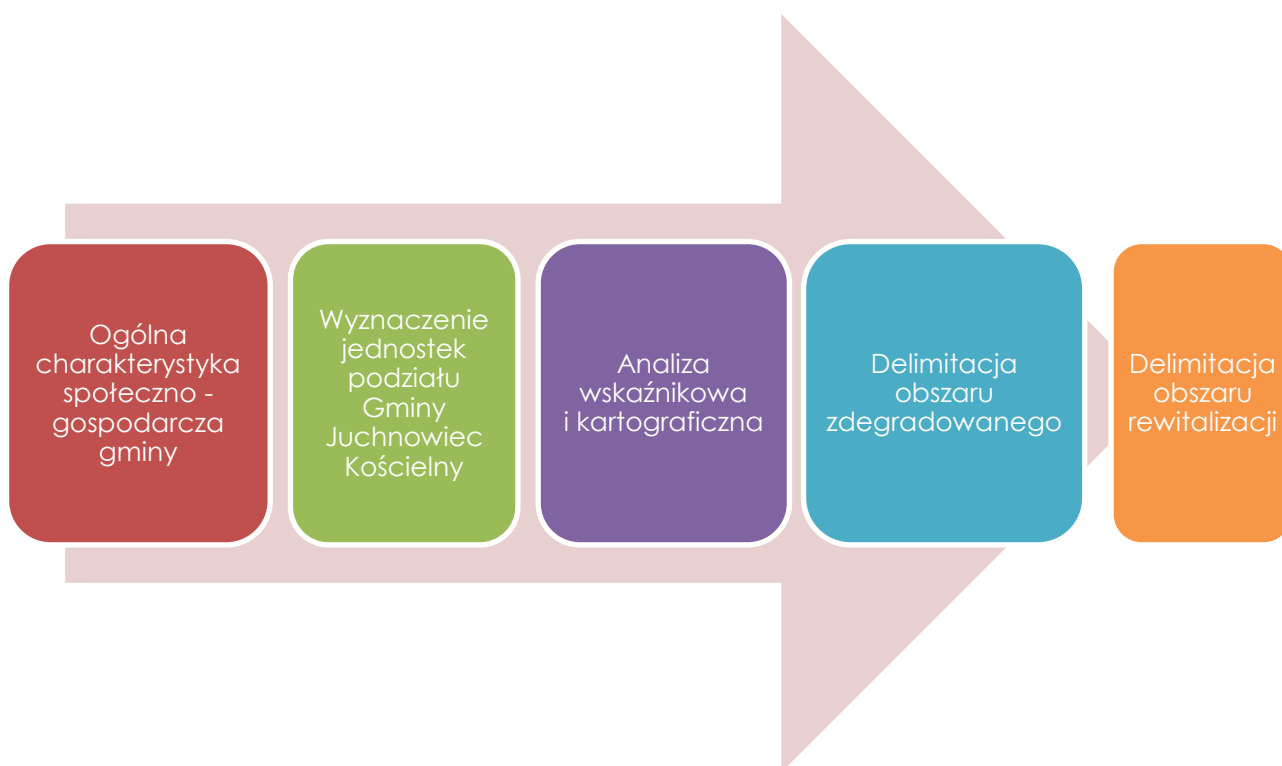 Ogólna
charakterystyka
społeczno -
gospodarcza
gminy
Wyznaczenie
jednostek
podziału
Gminy
Juchnowiec
Kościelny
Analiza
wskaźnikowa
i kartograficzna
Delimitacja
obszaru
zdegradowanego
Delimitacja
obszaru
rewitalizacji